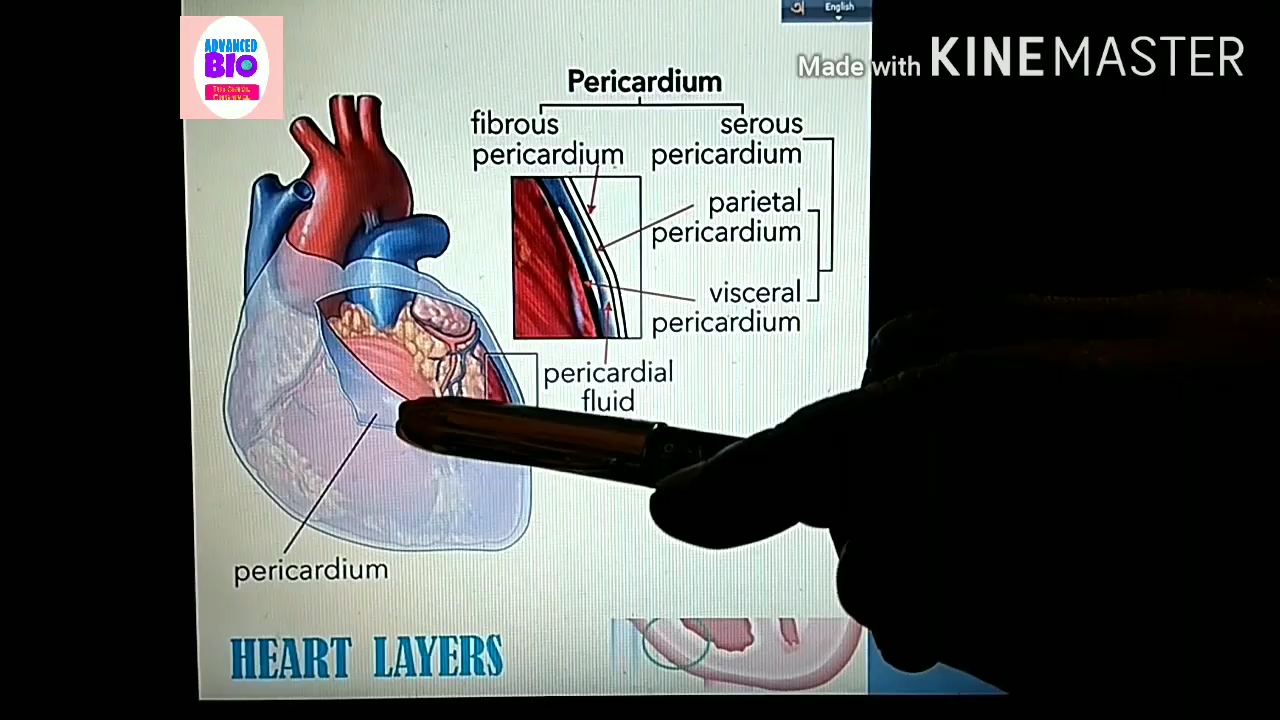 অ English
ADVANCED
BIO
Made with KINEMASTER
Pericardium
fibrous
pericardium
serous
pericardium
parietal
pericardium
visceral
pericardium
pericardial
fluid
pericardium
HEART LAYERS